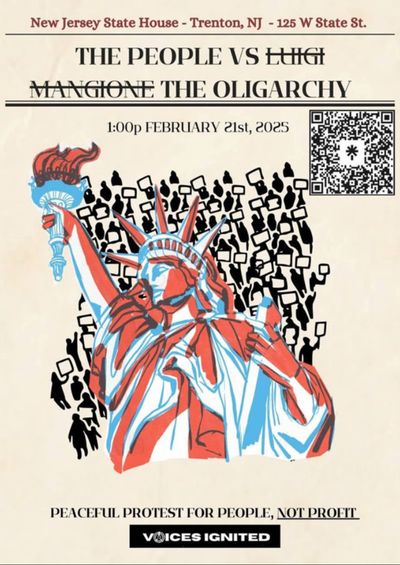 New Jersey State House - Trenton, NJ - 125 W State St.
THE PEOPLE VS LUIGI
MANGIONE THE OLIGARCHY
1:00p FEBRUARY 21st, 2025
PEACEFUL PROTEST FOR PEOPLE, NOT PROFIT
VOICES IGNITED